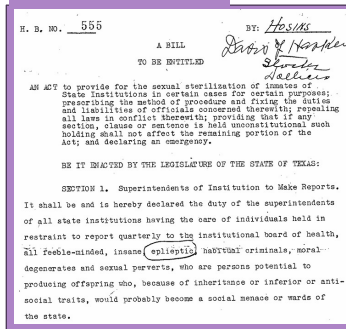 H. B. NO. 555
BY: HOSKINS
A BILL
TO BE ENTITLED
AN ACT to provide for the sexual sterilization of inmates of
State Institutions in certain cases for certain purposes;
prescribing the method of procedure and fixing the duties
and liabilities of officials concerned therewith; repealing
all laws in conflict therewith; providing that if any
section, clause or sentence is held unconstitutional such
holding shall not affect the remaining portion of the
Act; and declaring an emergency.
BE IT ENACTED BY THE LEGISLATURE OF THE STATE OF TEXAS:
SECTION 1. Superintendents of Institution to Make Reports.
It shall be and is hereby declared the duty of the superintendents
of all state institutions having the care of individuals held in
restraint to report quarterly to the institutional board of health,
all feeble-minded, insane, eplieptic, habitual criminals, moral
degenerates and sexual perverts, who are persons potential to
producing offspring who, because of inheritance or inferior or anti-
social traits, would probably become a social menace or wards of
the state.